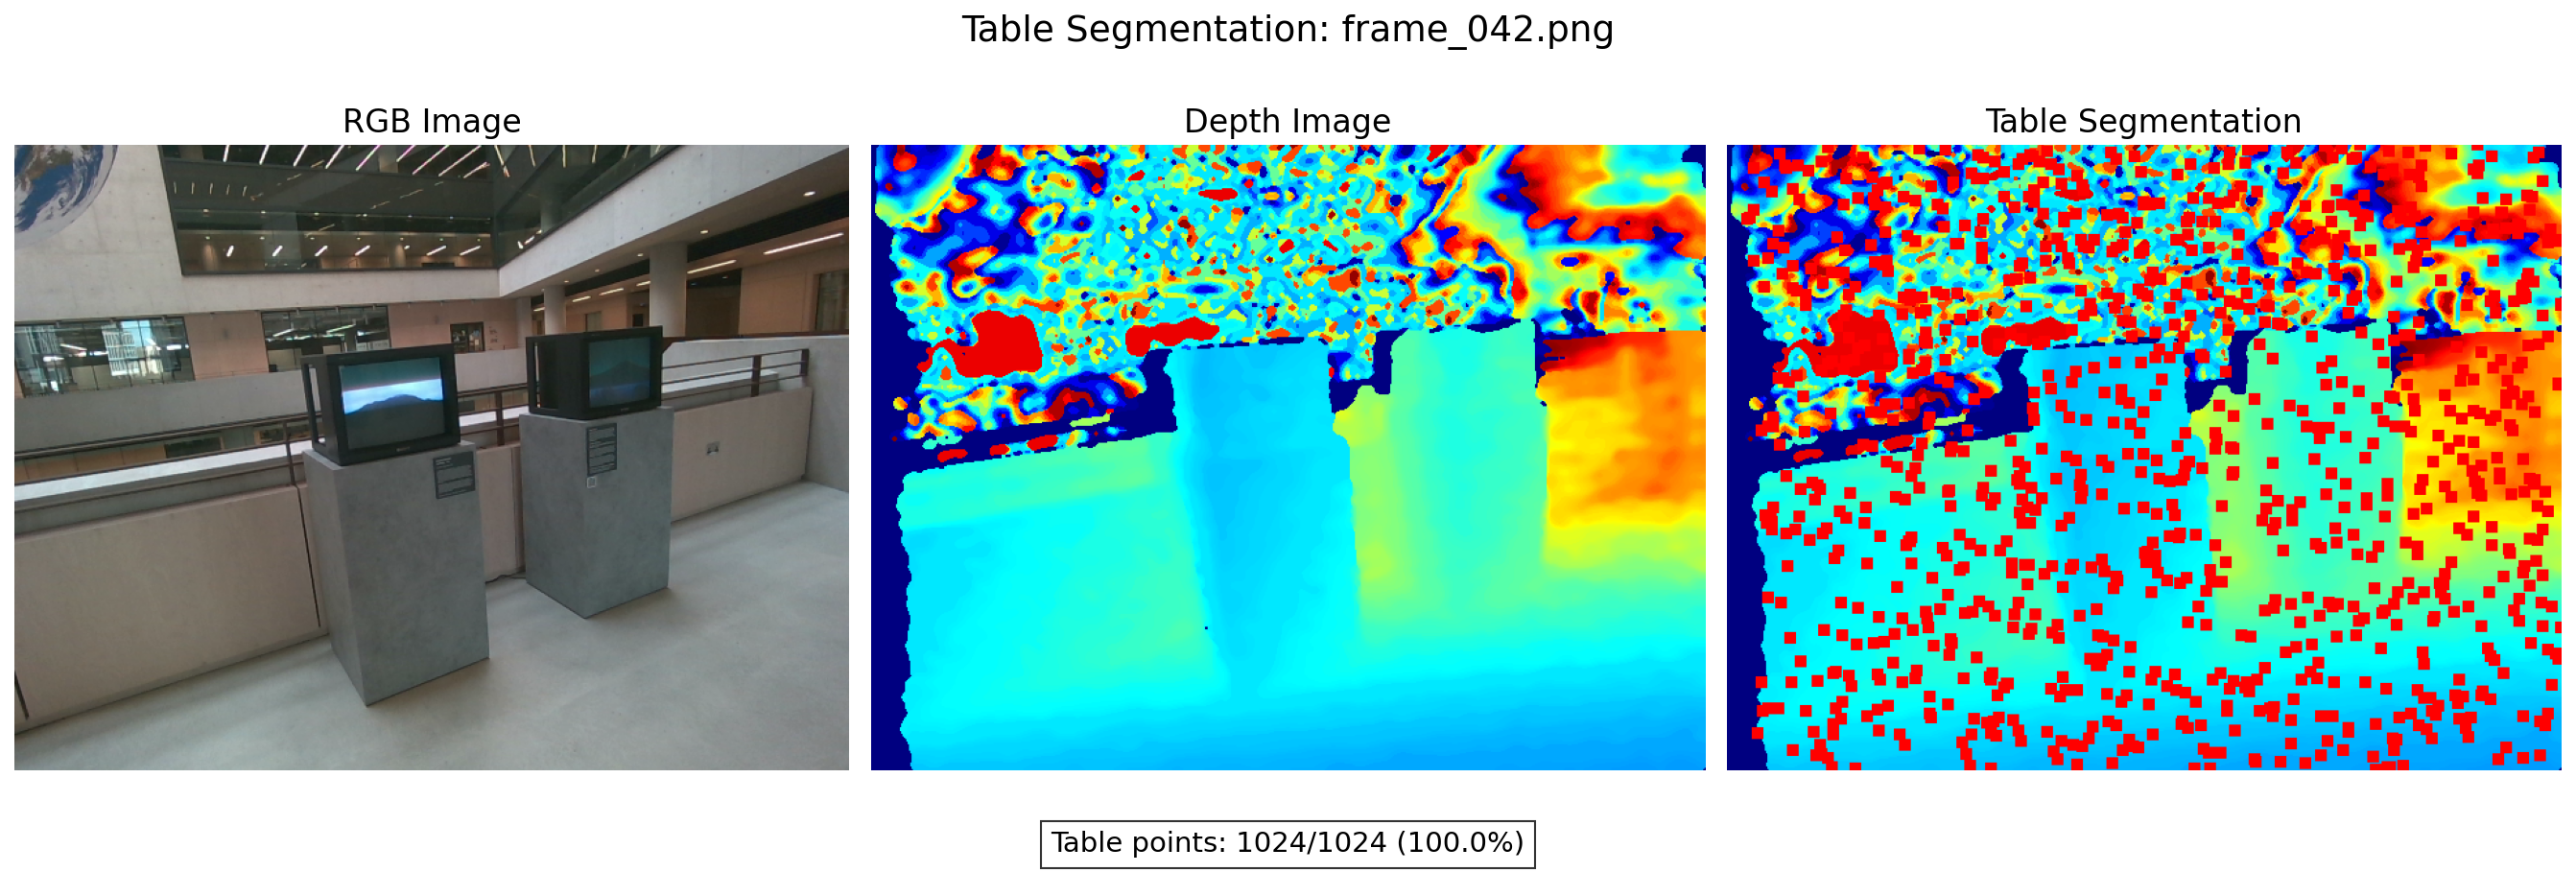 Table Segmentation: frame_042.png
RGB Image
Depth Image
Table Segmentation
Table points: 1024/1024 (100.0%)